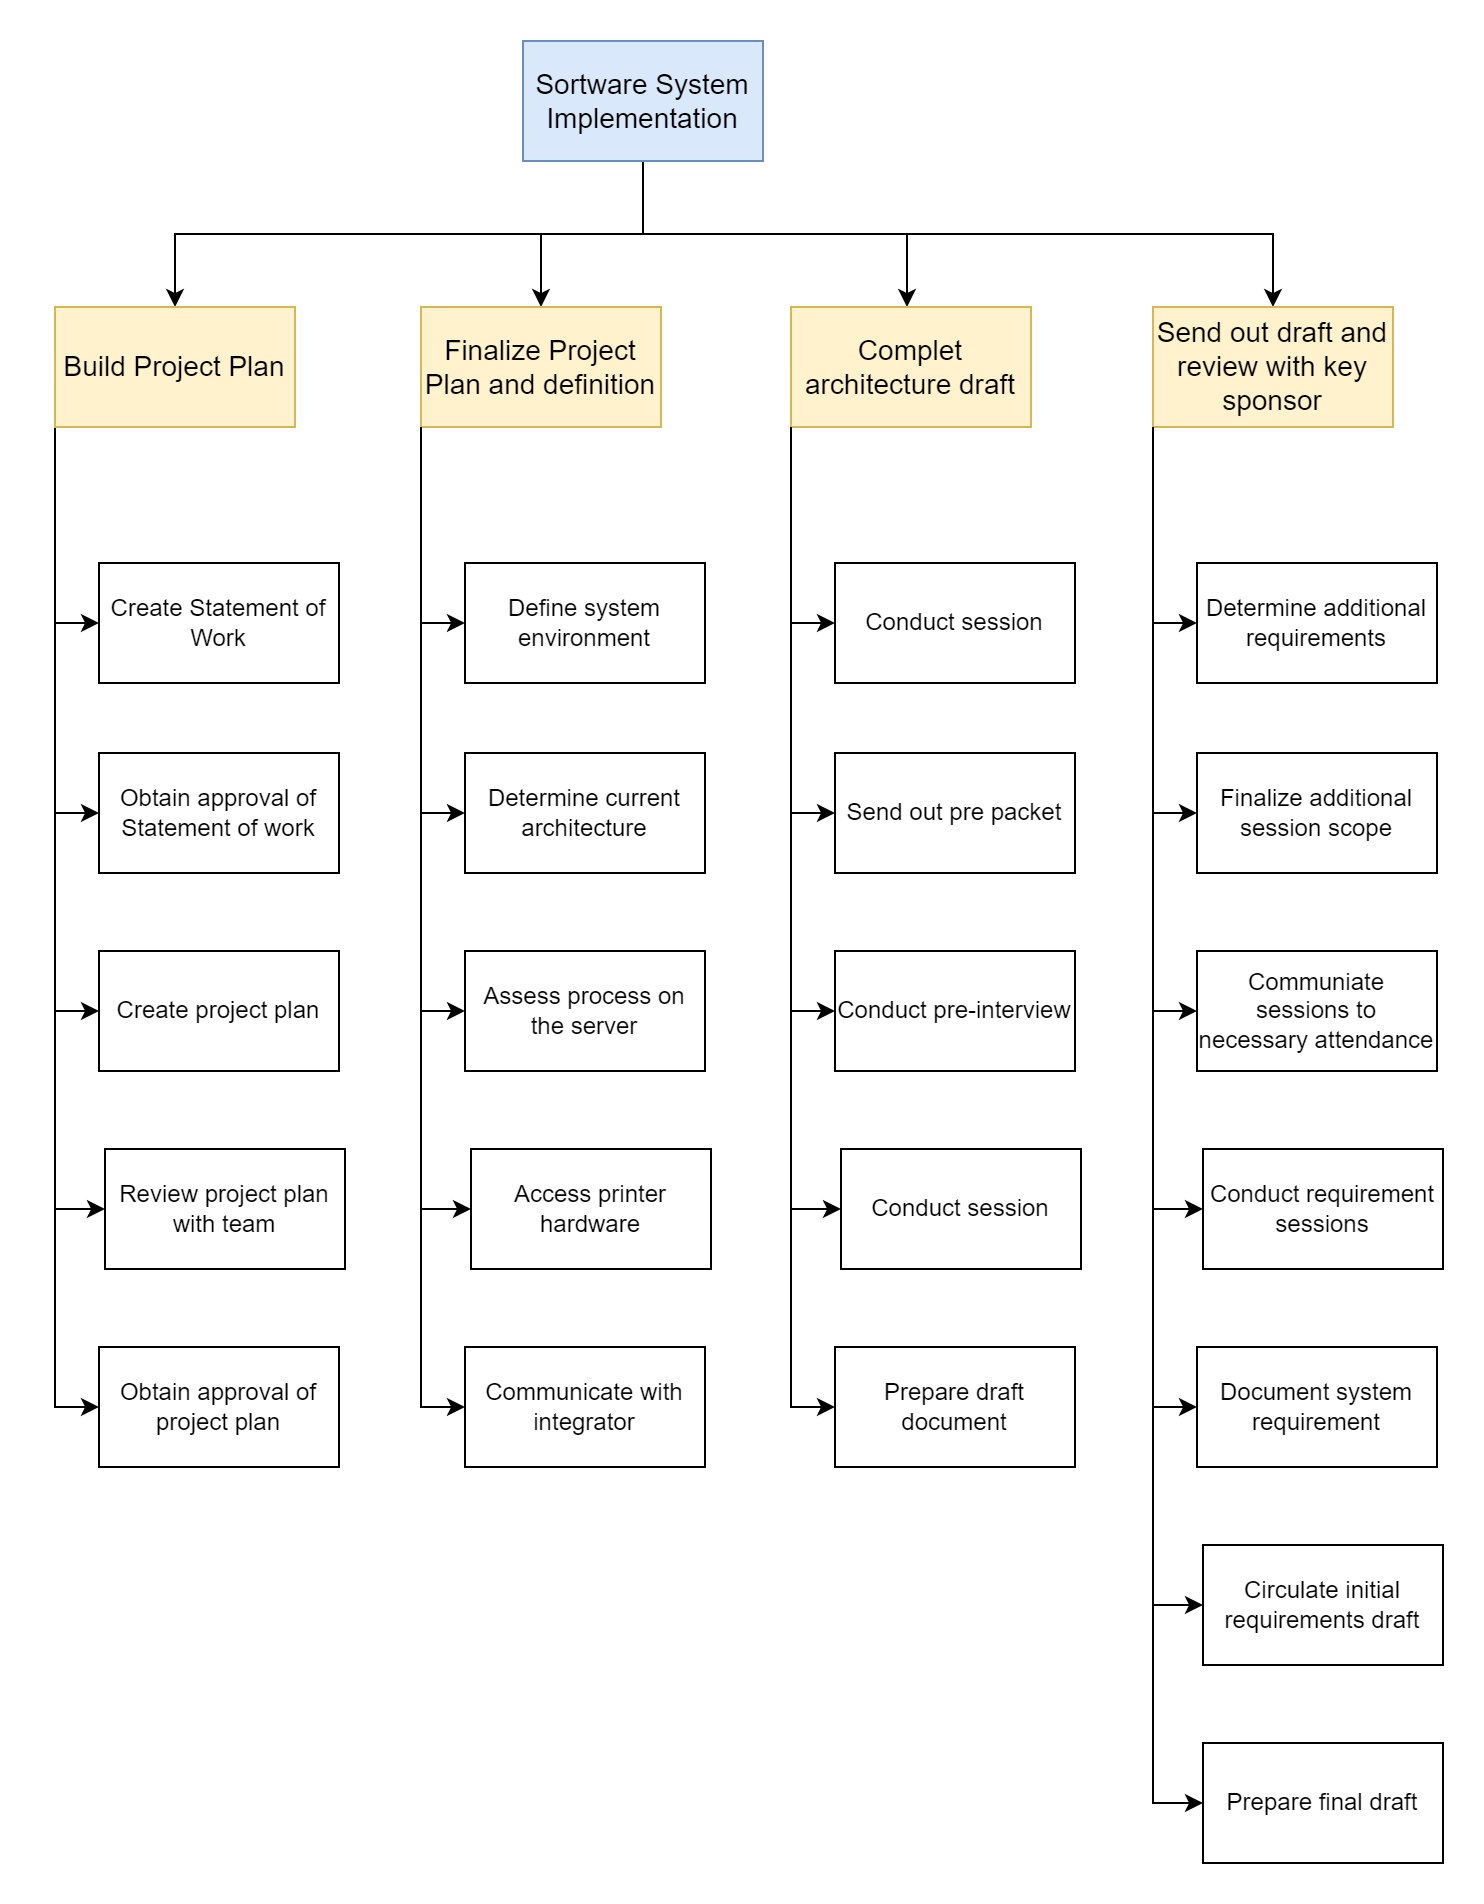 Sortware System
Implementation
Build Project Plan
Finalize Project
Plan and definition
Complet
architecture draft
Send out draft and
review with key
sponsor
Create Statement of
Work
Define system
environment
Conduct session
Determine additional
requirements
Obtain approval of
Statement of work
Determine current
architecture
Send out pre packet
Finalize additional
session scope
Create project plan
Assess process on
the server
Conduct pre-interview
Communiate
sessions to
necessary attendance
Review project plan
with team
Access printer
hardware
Conduct session
Conduct requirement
sessions
Obtain approval of
project plan
Communicate with
integrator
Prepare draft
document
Document system
requirement
Circulate initial
requirements draft
Prepare final draft